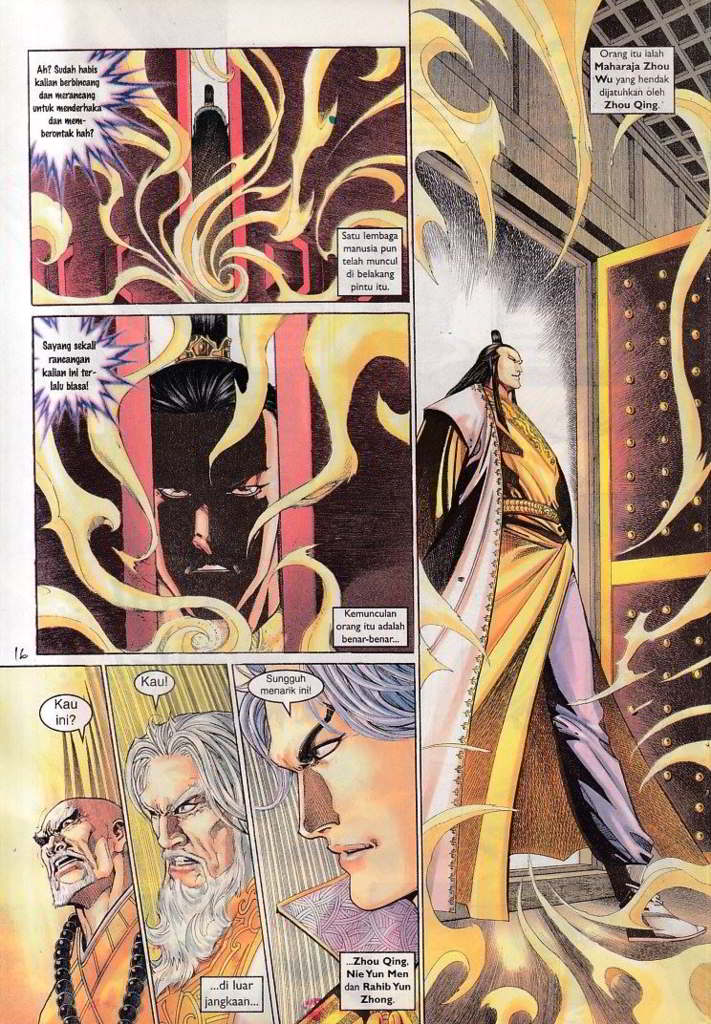 Ah? Sudah habis
kalian berbincang
dan merancang
untuk menderhaka
dan mem-
berontak hah?
Satu lembaga
manusia pun
telah muncul
di belakang
pintu itu.
Sayang sekali
rancangan
kalian ini ter-
lalu biasa!
Kemunculan
orang itu adalah
benar-benar...
16
Kau
ini?
Kau!
...di luar
jangkaan...
Sungguh
menarik ini!
...Zhou Qing,
Nie Yun Men
dan Rahib Yun
Zhong.
Orang itu ialah
Maharaja Zhou
Wu yang hendak
dijatuhkan oleh
Zhou Qing.